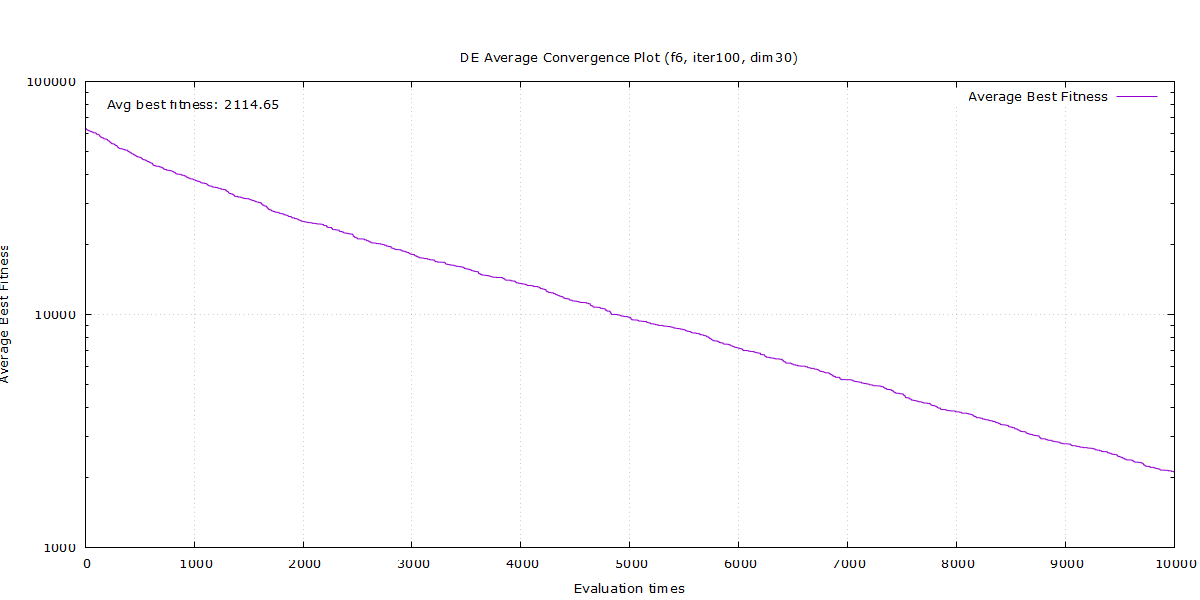 DE Average Convergence Plot (f6, iter100, dim30)
100000
Avg best fitness: 2114.65
Average Best Fitness
Average Best Fitness
10000
1000
0 1000 2000 3000 4000 5000 6000 7000 8000 9000 10000
Evaluation times